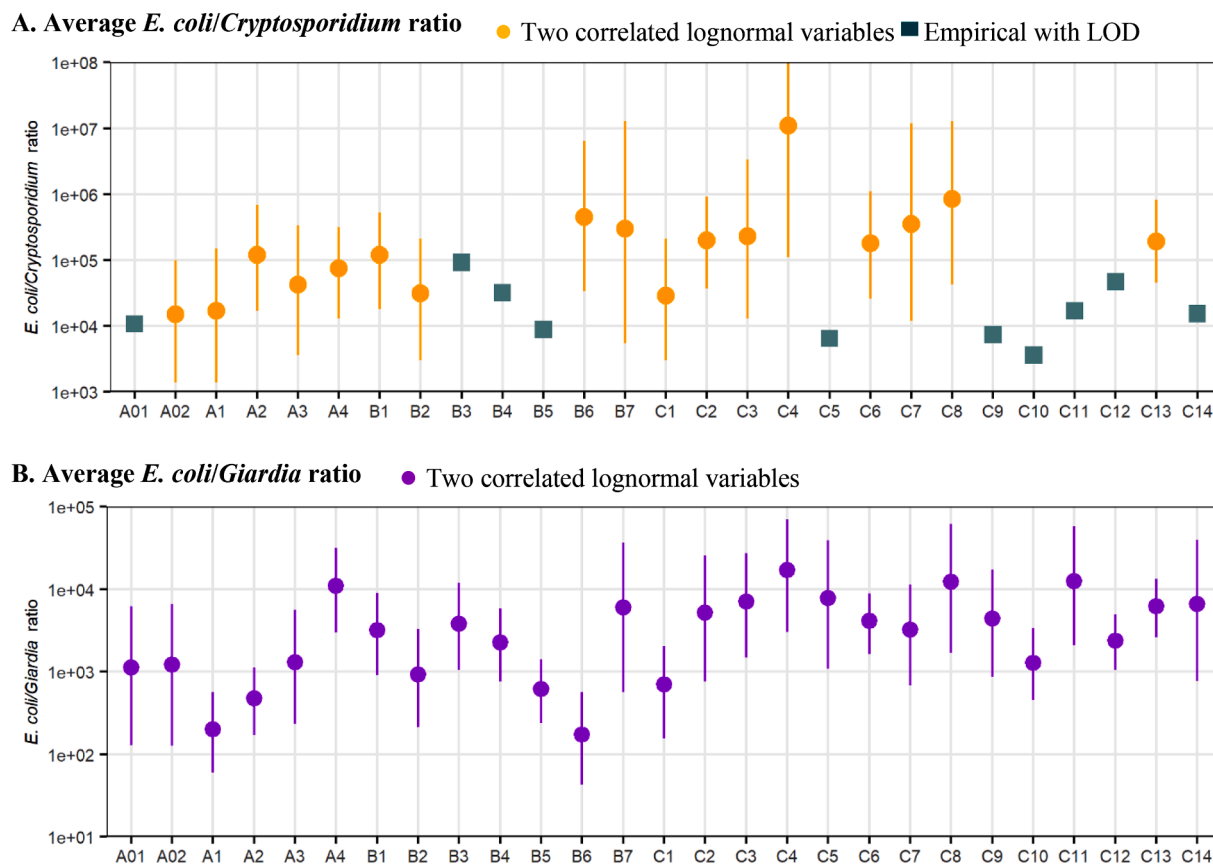 A. Average E. coli/Cryptosporidium ratio
Two correlated lognormal variables
Empirical with LOD
E. coli/Cryptosporidium ratio
1e+08
1e+07
1e+06
1e+05
1e+04
1e+03
A01 A02 A1 A2 A3 A4 B1 B2 B3 B4 B5 B6 B7 C1 C2 C3 C4 C5 C6 C7 C8 C9 C10 C11 C12 C13 C14
B. Average E. coli/Giardia ratio
Two correlated lognormal variables
E. coli/Giardia ratio
1e+05
1e+04
1e+03
1e+02
1e+01
A01 A02 A1 A2 A3 A4 B1 B2 B3 B4 B5 B6 B7 C1 C2 C3 C4 C5 C6 C7 C8 C9 C10 C11 C12 C13 C14